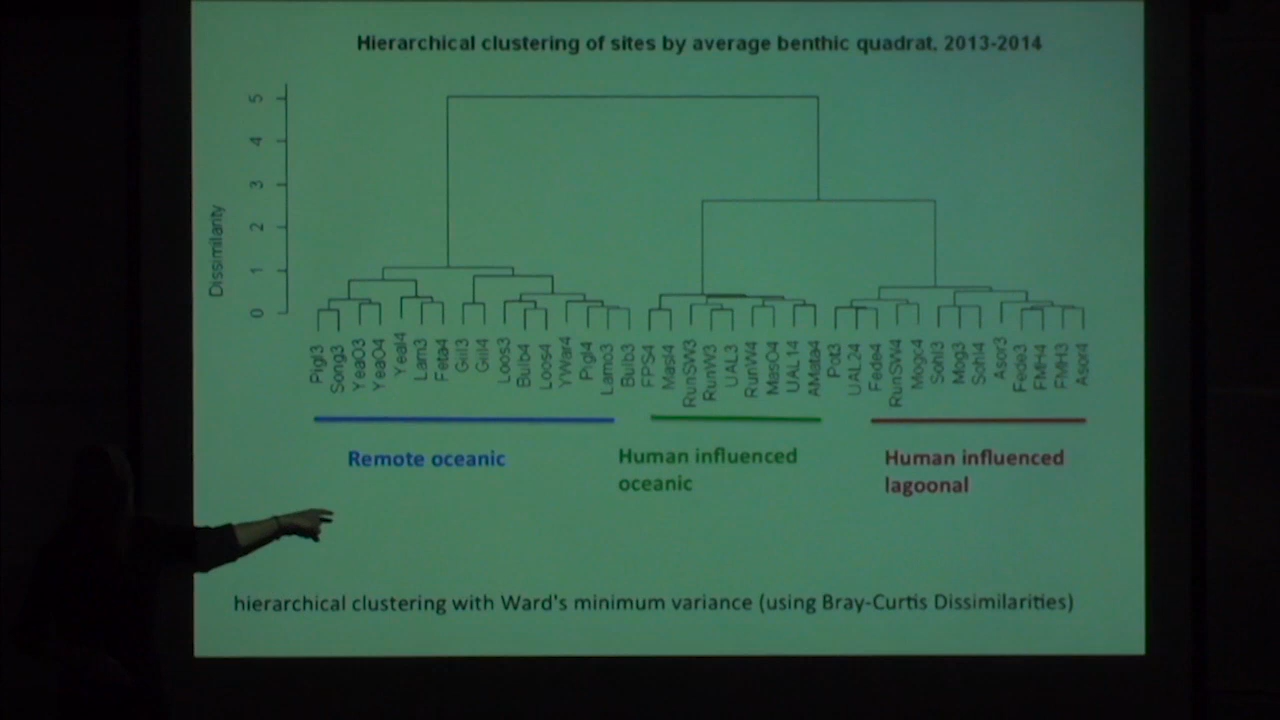 Hierarchical clustering of sites by average benthic quadrat, 2013-2014
Dissimilarity
5
4
3
2
1
0
Pigl3
Song3
YeaO3
YeaO4
Yeal4
Lam3
Feta4
Giil3
Giil4
Loos3
Bulb4
Loos4
YWar4
Pigl4
Lamo3
Bulb3
FPS4
Masl4
RunSW3
RunW3
UAL3
RunW4
MasO4
UAL14
AMata4
Pot3
UAL24
Fede4
RunSW4
Mogc4
Sohl3
Mog3
Sohl4
Asor3
Fede3
FMH4
FMH3
Asor4
Remote oceanic
Human influenced
oceanic
Human influenced
lagoonal
hierarchical clustering with Ward's minimum variance (using Bray-Curtis Dissimilarities)